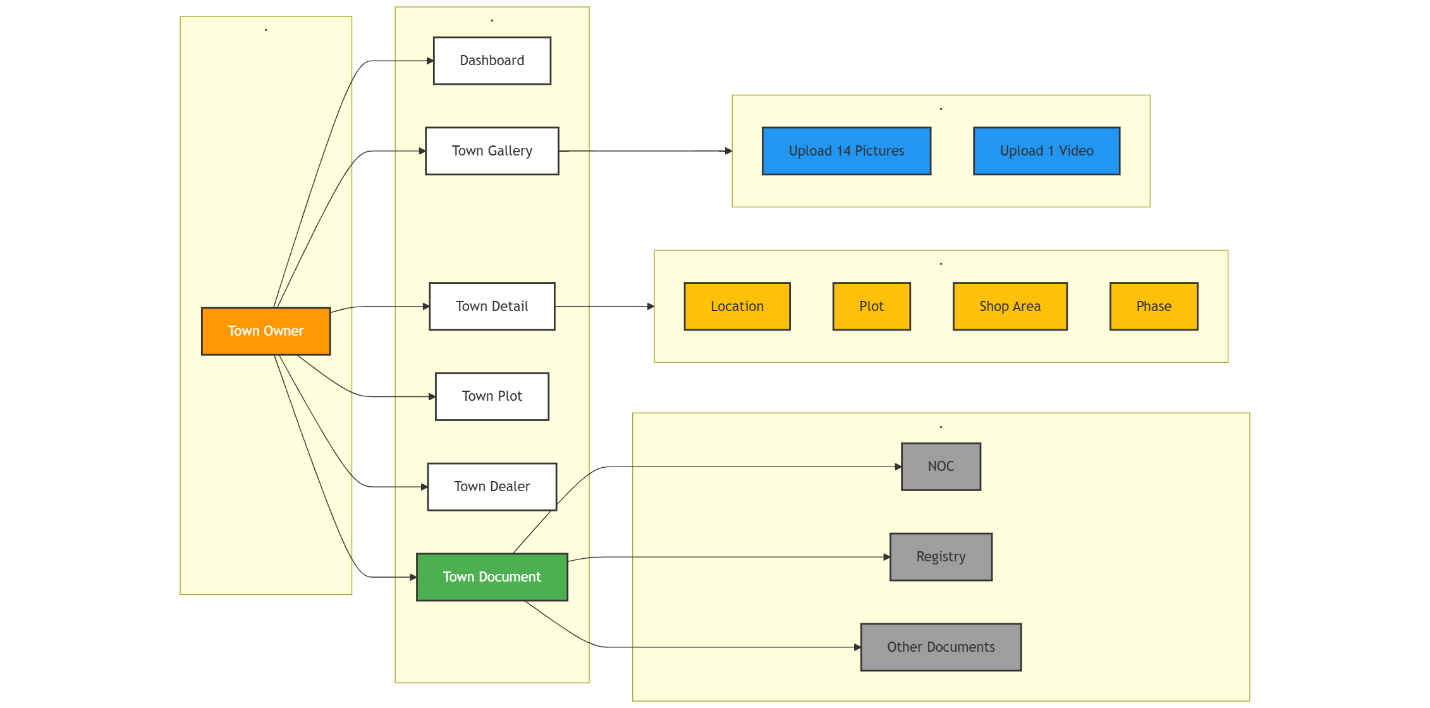 .
.
Dashboard
.
Town Gallery
Upload 14 Pictures
Upload 1 Video
.
Town Owner
Town Detail
Location
Plot
Shop Area
Phase
Town Plot
.
Town Dealer
NOC
Registry
Town Document
Other Documents